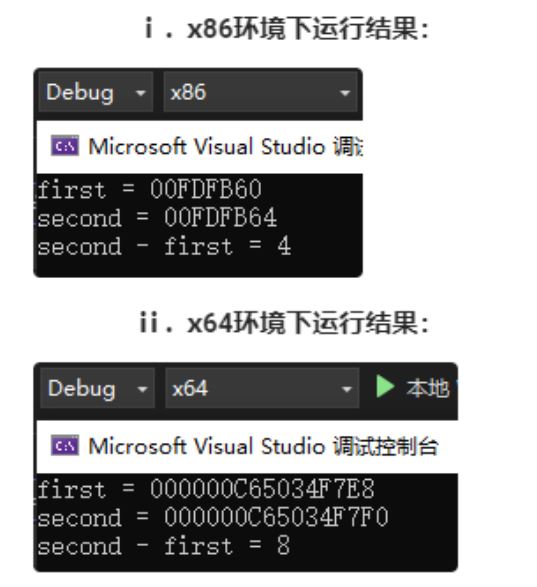 ⅰ．x86环境下运行结果：
Debug x86
Microsoft Visual Studio 调试
first = 00FDFB60
second = 00FDFB64
second - first = 4
ⅱ．x64环境下运行结果：
Debug x64 本地
Microsoft Visual Studio 调试控制台
first = 000000C65034F7E8
second = 000000C65034F7F0
second - first = 8